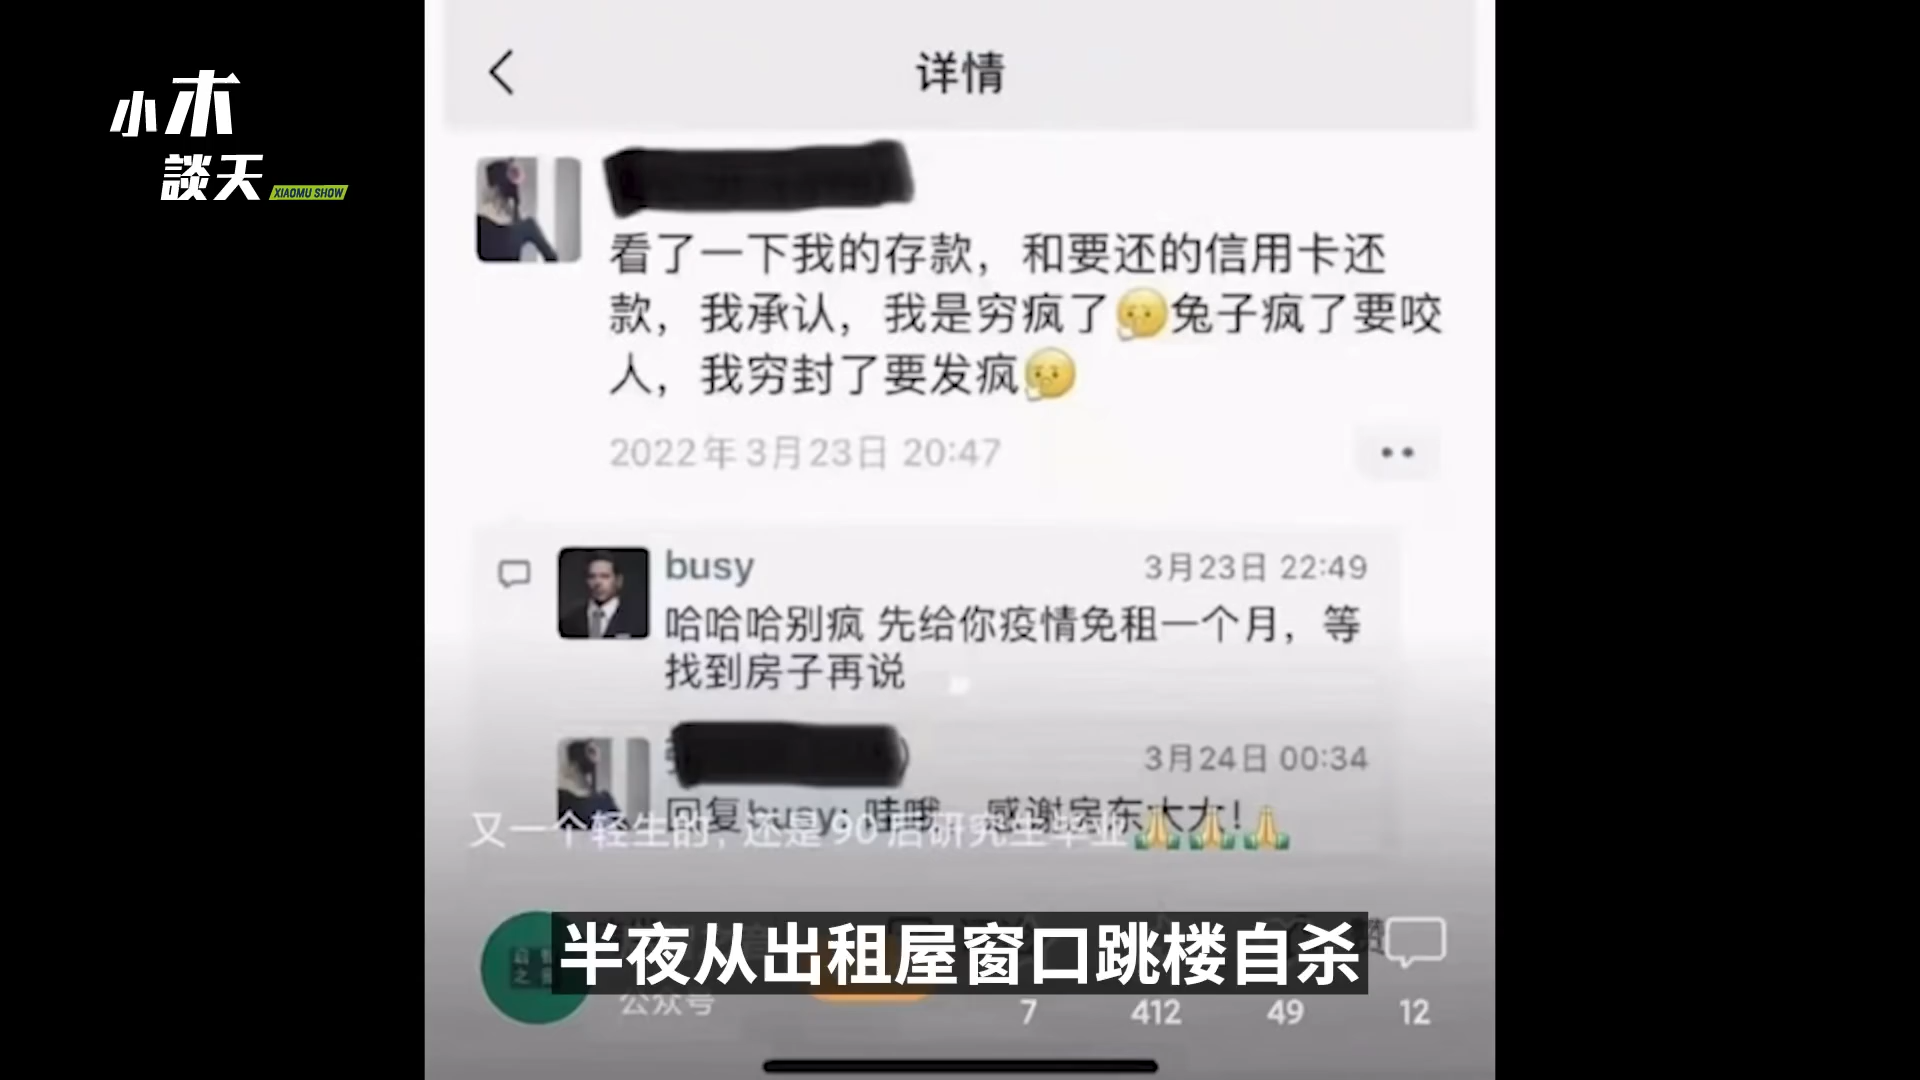 小木
談天
XIAOMU SHOW
详情
看了一下我的存款，和要还的信用卡还
款，我承认，我是穷疯了兔子疯了要咬
人，我穷封了要发疯
2022年3月23日 20:47
busy
3月23日 22:49
哈哈哈别疯 先给你疫情免租一个月，等
找到房子再说
3月24日 00:34
回复busy：哇哦，感谢房东大大！
又一个轻生的，还是90后研究生毕业🙏🙏🙏
半夜从出租屋窗口跳楼自杀
公众号
7
412
49
12